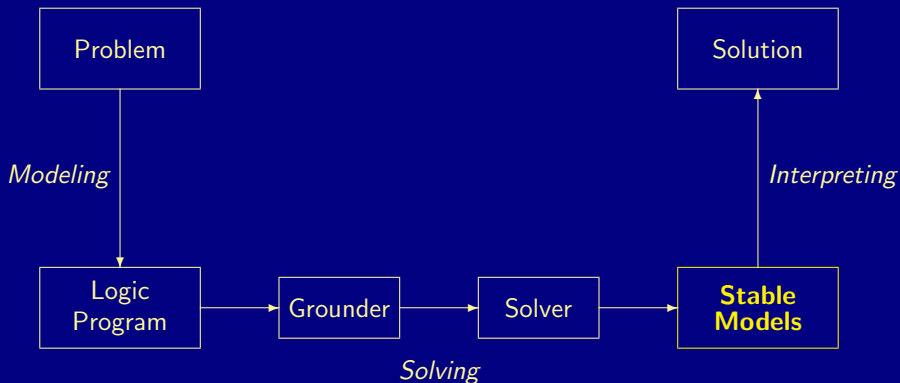 Problem
Solution
Modeling
Interpreting
Logic
Program
Grounder
Solver
Stable
Models
Solving